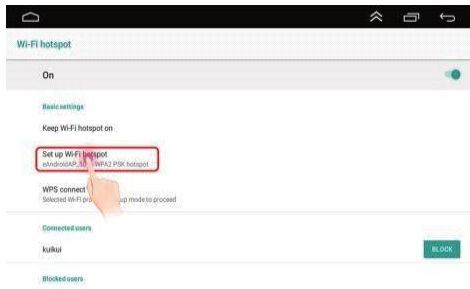 Wi-Fi hotspot
On
Basic settings
Keep Wi-Fi hotspot on
Set up Wi-Fi hotspot
WPA2 PSK hotspot
WPS connect
Selected Wi-Fi up mode to proceed
Connected users
kuikui
BLOCK
Blocked users